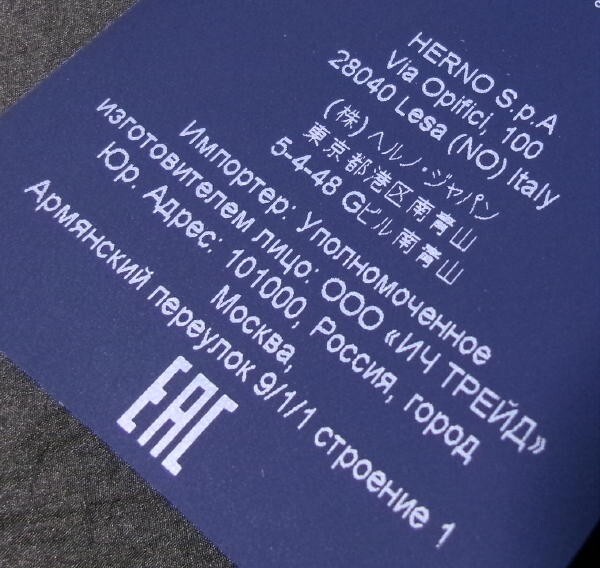 HERNO S.p.A
Via Opifici, 100
28040 Lesa (NO) Italy
(株)ヘルノ・ジャパン
東京都港区南青山
5-4-48 Gビル南青山
Импортер: Уполномоченное
изготовителем лицо: ООО «ИЧ ТРЕЙД»
Юр. Адрес: 101000, Россия, город
Москва,
Армянский переулок 9/1/1 строение 1
EAC